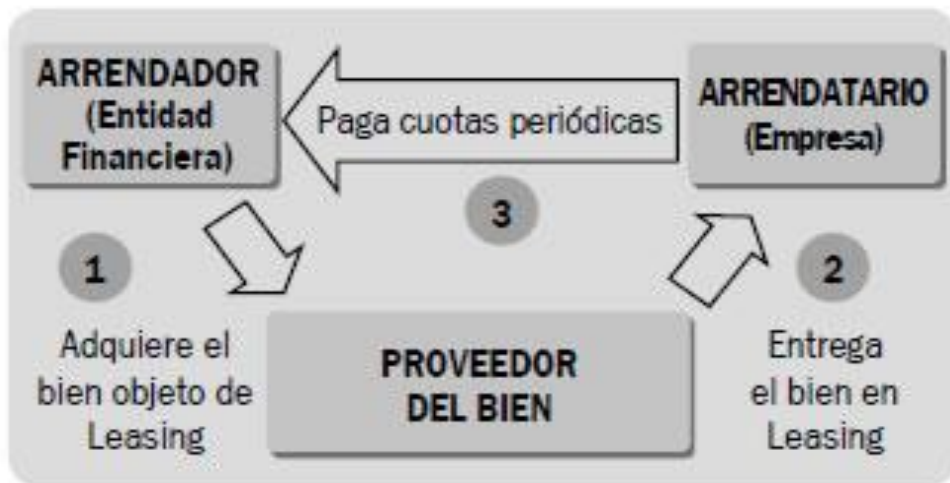 ARRENDADOR
(Entidad
Financiera)
Paga cuotas periódicas
ARRENDATARIO
(Empresa)
3
1
Adquiere el
bien objeto de
Leasing
PROVEEDOR
DEL BIEN
2
Entrega
el bien en
Leasing